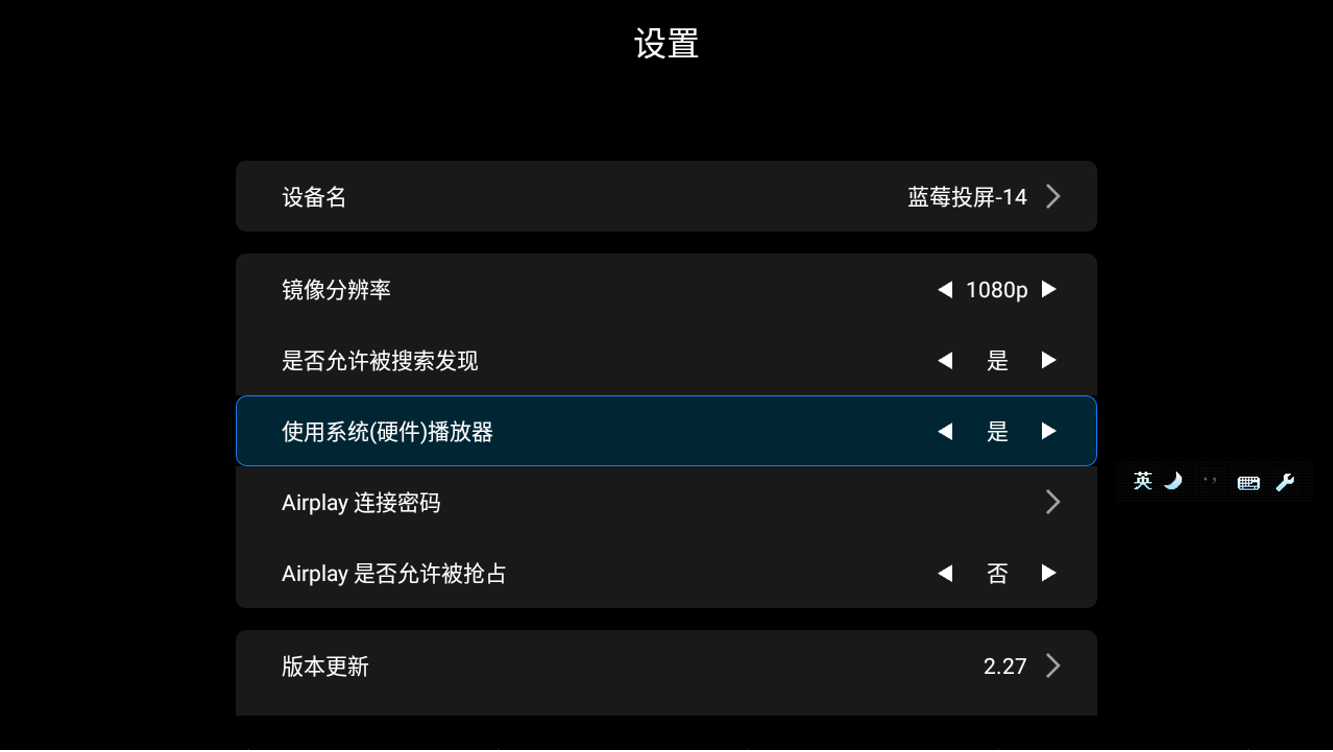 设置
设备名 蓝莓投屏-14
镜像分辨率 1080p
是否允许被搜索发现 是
使用系统(硬件)播放器 是
英
Airplay 连接密码
Airplay 是否允许被抢占 否
版本更新 2.27